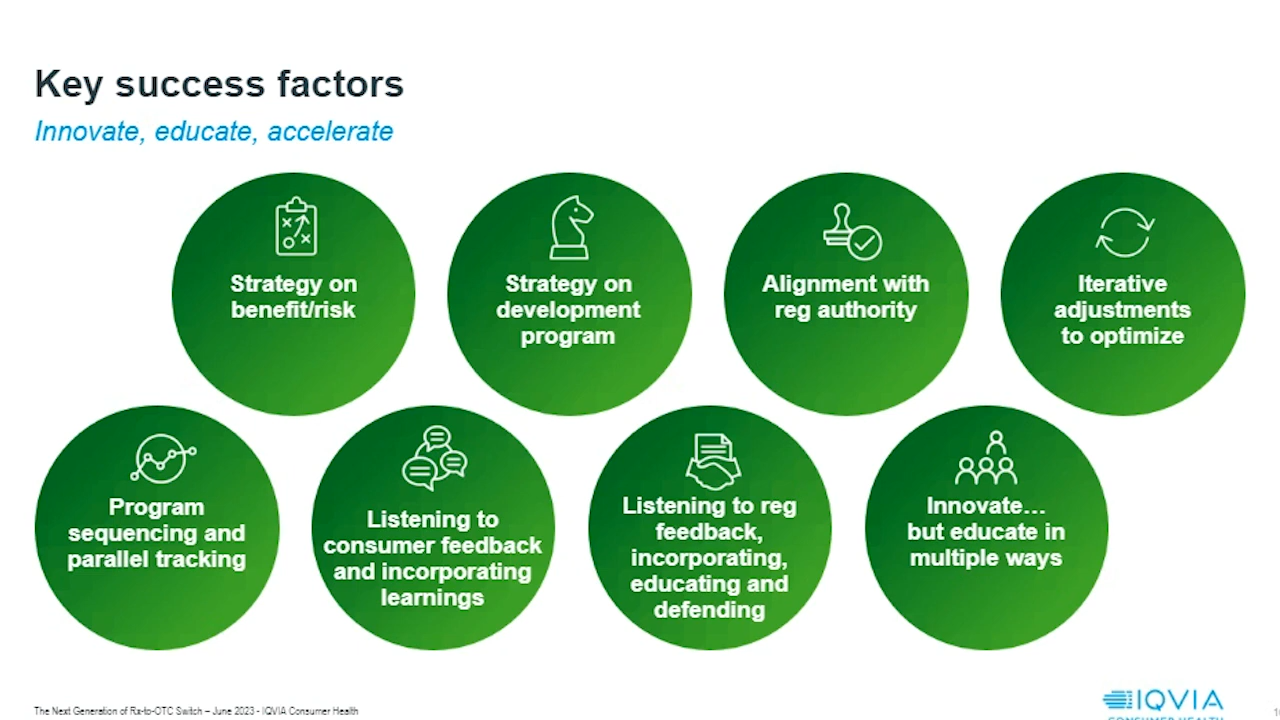 Key success factors
Innovate, educate, accelerate
Strategy on
benefit/risk
Strategy on
development
program
Alignment with
reg authority
Iterative
adjustments
to optimize
Program
sequencing and
parallel tracking
Listening to
consumer feedback
and incorporating
learnings
Listening to reg
feedback,
incorporating,
educating and
defending
Innovate…
but educate in
multiple ways
The Next Generation of Rx-to-OTC Switch – June 2023 - IQVIA Consumer Health
IQVIA
CONSUMER HEALTH